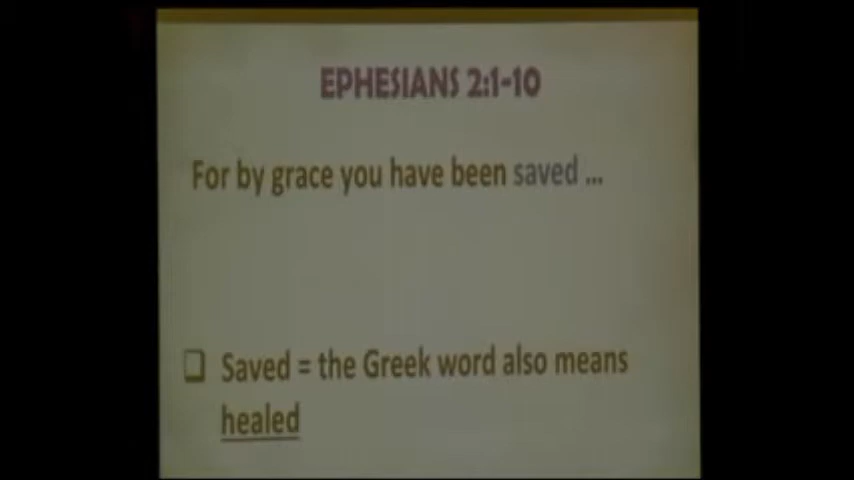 EPHESIANS 2:1-10
For by grace you have been saved ...
Saved = the Greek word also means
healed